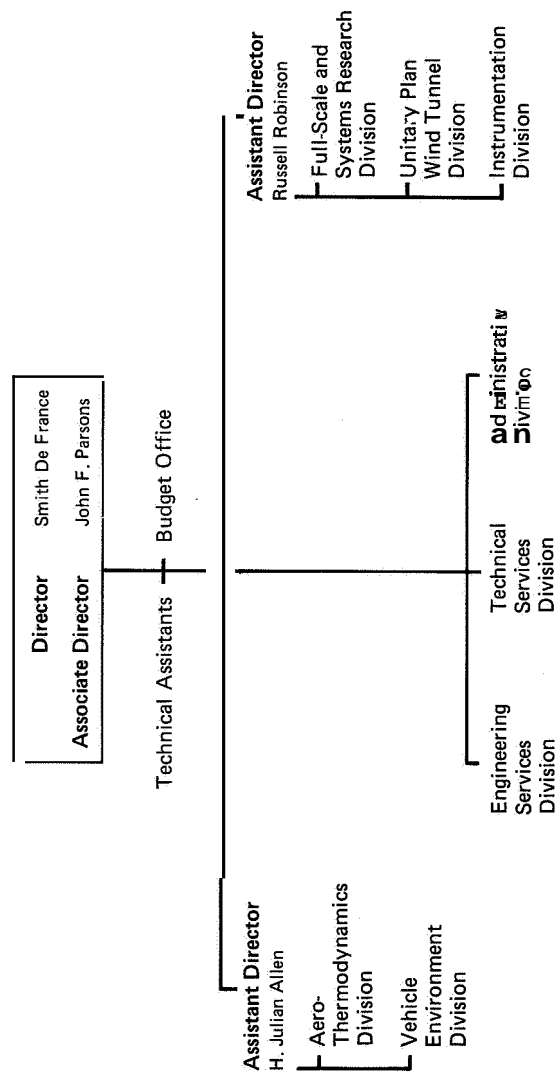 Director Smith De France
Associate Director John F. Parsons
Technical Assistants Budget Office
Assistant Director
H. Julian Allen
Aero-
Thermodynamics
Division
Vehicle
Environment
Division
Engineering
Services
Division
Technical
Services
Division
Assistant Director
Russell Robinson
Full-Scale and
Systems Research
Division
Unitary Plan
Wind Tunnel
Division
Instrumentation
Division